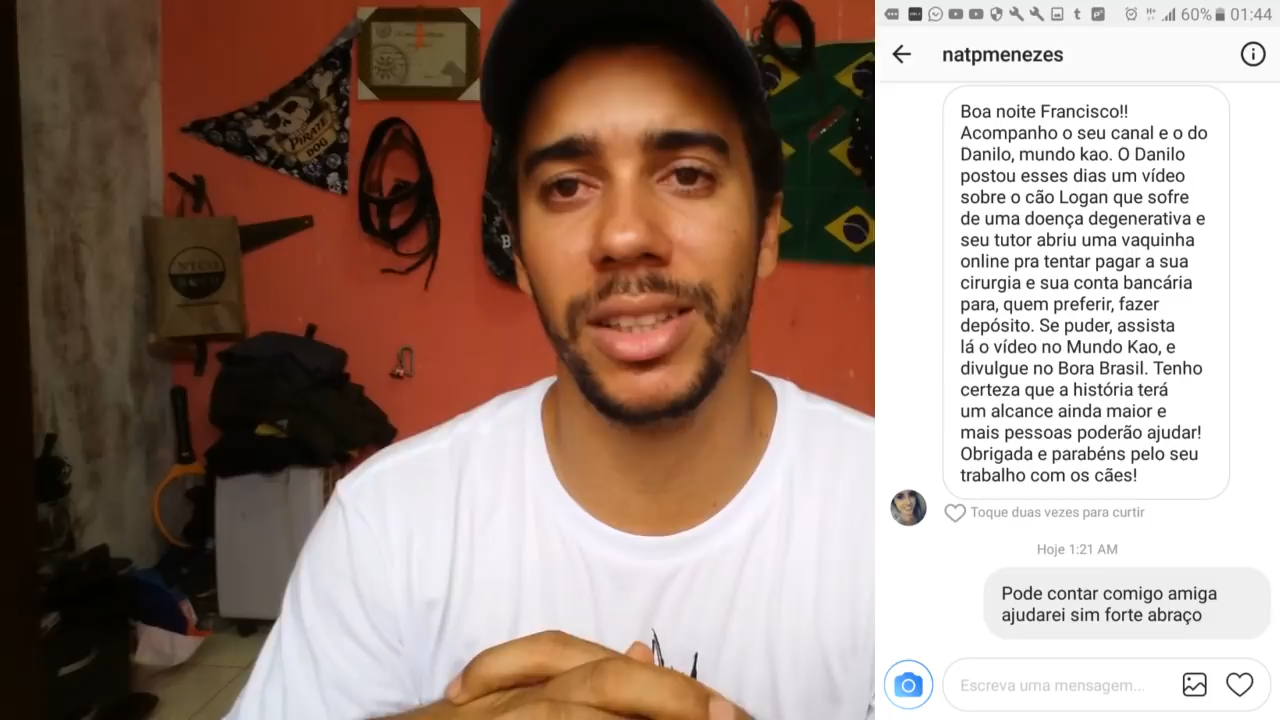 PIRATE
DOG
60% 01:44
natpmenezes
Boa noite Francisco!!
Acompanho o seu canal e o do
Danilo, mundo kao. O Danilo
postou esses dias um vídeo
sobre o cão Logan que sofre
de uma doença degenerativa e
seu tutor abriu uma vaquinha
online pra tentar pagar a sua
cirurgia e sua conta bancária
para, quem preferir, fazer
depósito. Se puder, assista
lá o vídeo no Mundo Kao, e
divulgue no Bora Brasil. Tenho
certeza que a história terá
um alcance ainda maior e
mais pessoas poderão ajudar!
Obrigada e parabéns pelo seu
trabalho com os cães!
Toque duas vezes para curtir
Hoje 1:21 AM
Pode contar comigo amiga
ajudarei sim forte abraço
Escreva uma mensagem...